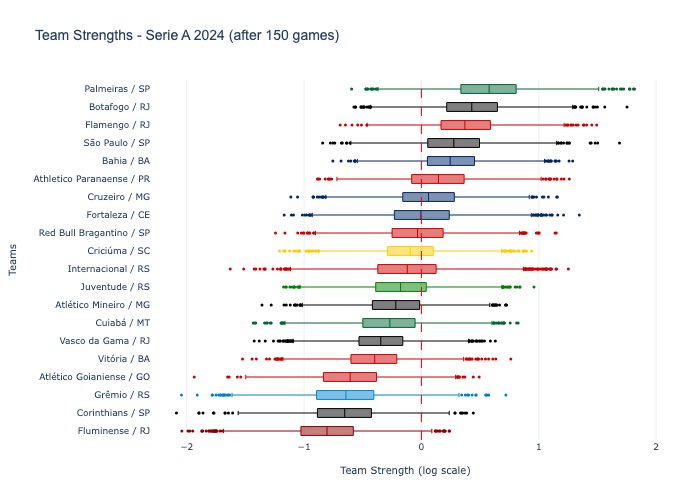 Team Strengths - Serie A 2024 (after 150 games)
Palmeiras / SP
Botafogo / RJ
Flamengo / RJ
São Paulo / SP
Bahia / BA
Athletico Paranaense / PR
Cruzeiro / MG
Fortaleza / CE
Red Bull Bragantino / SP
Criciúma / SC
Internacional / RS
Juventude / RS
Atlético Mineiro / MG
Cuiabá / MT
Vasco da Gama / RJ
Vitória / BA
Atlético Goianiense / GO
Grêmio / RS
Corinthians / SP
Fluminense / RJ
Teams
−2 −1 0 1 2
Team Strength (log scale)